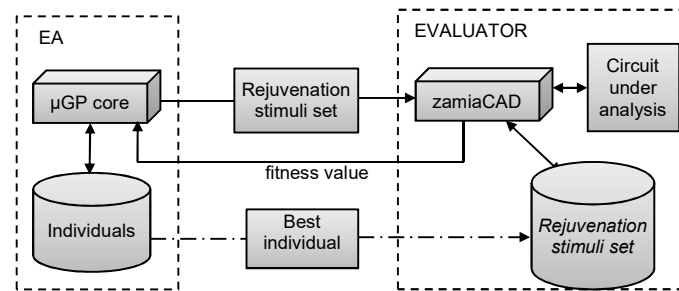 EA
EVALUATOR
µGP core
Rejuvenation
stimuli set
zamiaCAD
Circuit
under
analysis
fitness value
Individuals
Best
individual
Rejuvenation
stimuli set